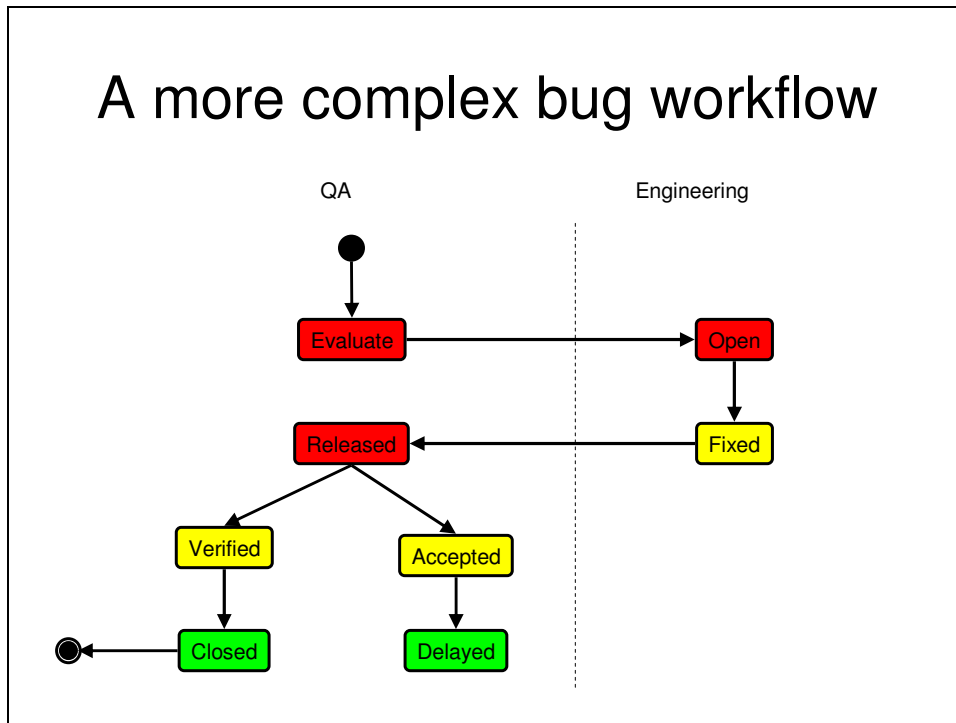 A more complex bug workflow
QA
Engineering
Evaluate
Open
Released
Fixed
Verified
Accepted
Closed
Delayed